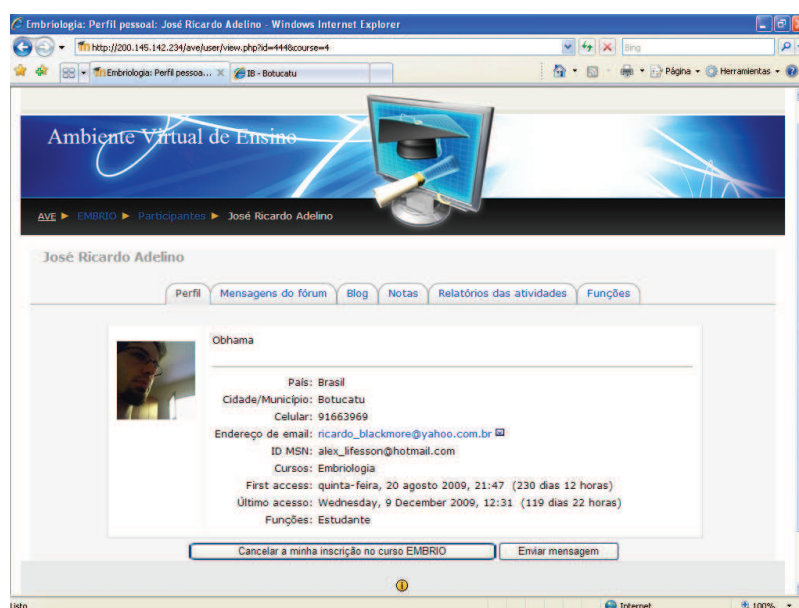 Embriologia: Perfil pessoal: José Ricardo Adelino - Windows Internet Explorer
http://200.145.142.234/ave/user/view.php?id=444&course=4
Bing
Embriologia: Perfil pessoa...
IB - Botucatu
Página
Herramientas
Ambiente Virtual de Ensino
AVE ► EMBRIO ► Participantes ► José Ricardo Adelino
José Ricardo Adelino
Perfil Mensagens do fórum Blog Notas Relatórios das atividades Funções
Obhama
País: Brasil
Cidade/Município: Botucatu
Celular: 91663969
Endereço de email: ricardo_blackmore@yahoo.com.br
ID MSN: alex_lifesson@hotmail.com
Cursos: Embriologia
First access: quinta-feira, 20 agosto 2009, 21:47 (230 dias 12 horas)
Último acesso: Wednesday, 9 December 2009, 12:31 (119 dias 22 horas)
Funções: Estudante
Cancelar a minha inscrição no curso EMBRIO Enviar mensagem
Listo Internet 100%